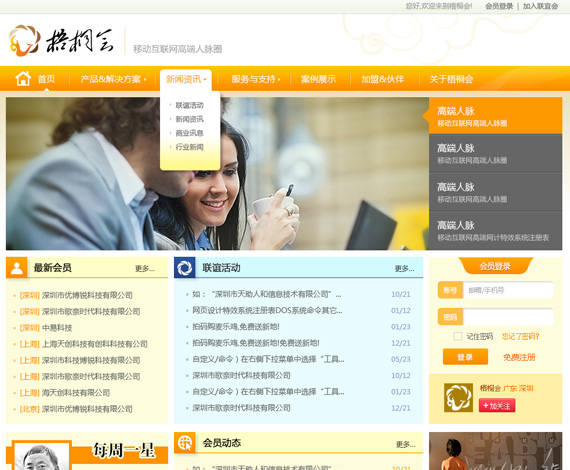 您好,欢迎来到梧桐会! 会员登录 | 加入联宜会
梧桐会
移动互联网高端人脉圈
首页 产品&解决方案 新闻资讯 服务与支持 案例展示 加盟&伙伴 关于梧桐会
联谊活动
新闻资讯
商业讯息
行业新闻
高端人脉
移动互联网高端人脉圈
高端人脉
移动互联网高端人脉圈
高端人脉
移动互联网高端人脉圈
高端人脉
移动互联网高端网计特效系统注册表
最新会员 更多...
[深圳] 深圳市优博锐科技有限公司
[深圳] 深圳市歌奈时代科技有限公司
[深圳] 中易科技
[上海] 上海天创科技有创科科技有公司
[上海] 深圳市科技博锐科技有限公司
[上海] 深圳市歌奈时代科技有限公司
[上海] 海天创科技有限公司
[北京] 深圳市优博锐科技有限公司
联谊活动 更多...
如：“深圳市天助人和信息技术有限公司”... 10/21
网页设计特效系统注册表DOS系统命令其它... 01/12
拍码购麦乐鸡,免费送新地! 01/23
拍码购麦乐鸡,免费送新地!免费送新地! 12/21
自定义/命令 ) 在右侧下拉菜单中选择“工具... 05/23
深圳市歌奈时代科技有限公司 10/12
自定义/命令 ) 在右侧下拉菜单中选择“工具... 01/23
深圳市歌奈时代科技有限公司 12/21
会员登录
账号 邮箱/手机号
密码
记住密码 忘记了密码?
登录 免费注册
梧桐会 广东 深圳
+加关注
每周一星
会员动态 更多...
如：“深圳市天助人和信息技术有限公司”... 10/21